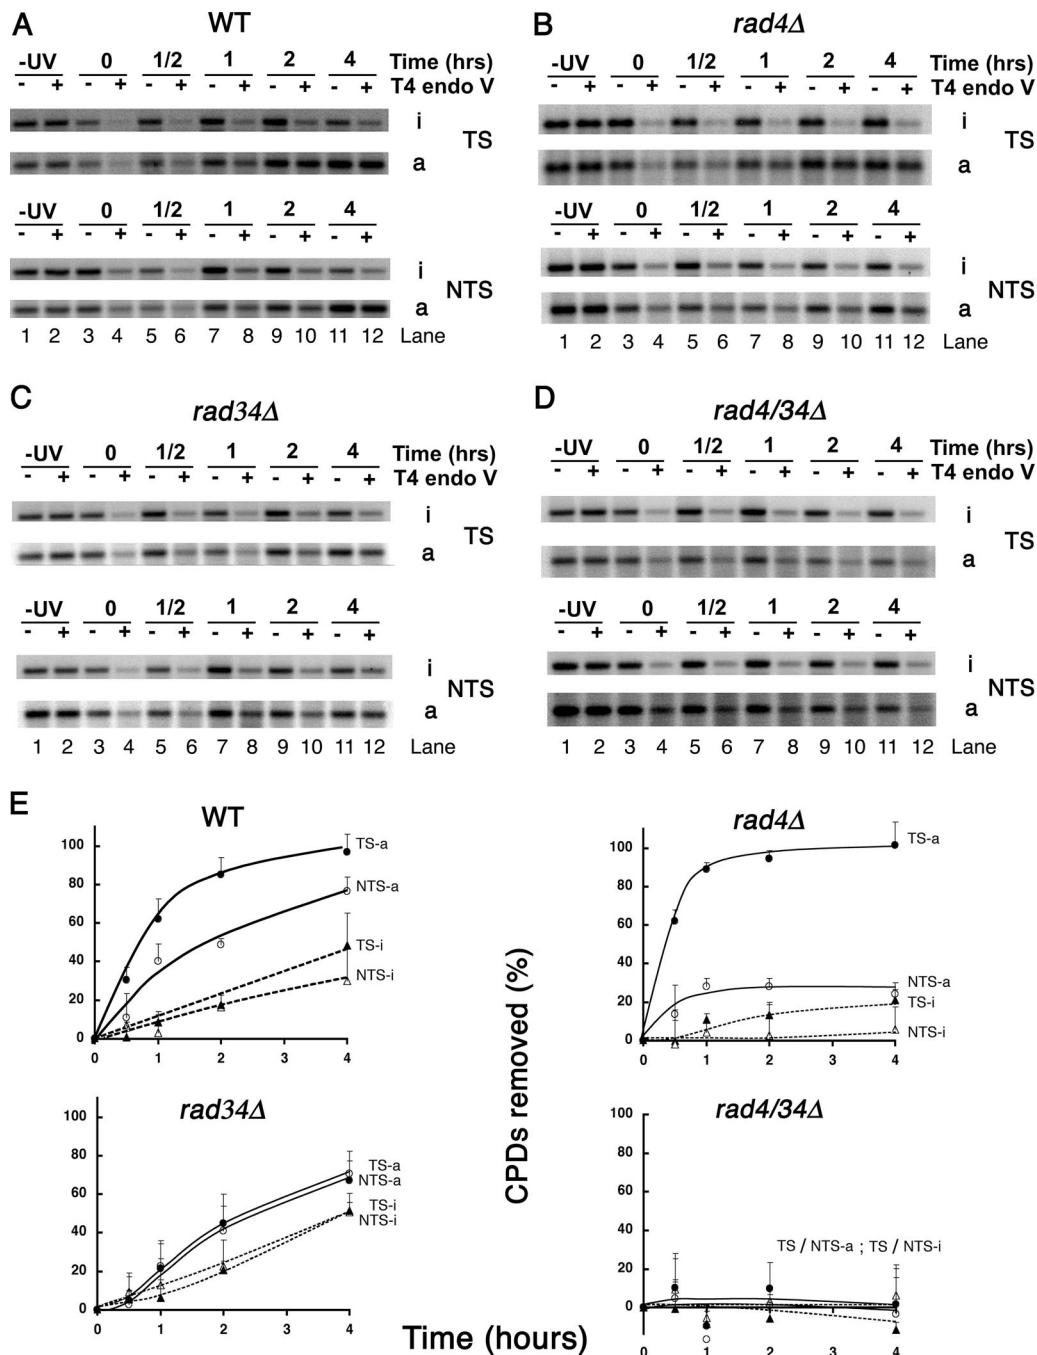 A WT
-UV 0 1/2 1 2 4 Time (hrs)
- + - + - + - + - + - + T4 endo V
i
TS
a
-UV 0 1/2 1 2 4
- + - + - + - + - + - +
i
NTS
a
1 2 3 4 5 6 7 8 9 10 11 12 Lane
B rad4Δ
-UV 0 1/2 1 2 4 Time (hrs)
- + - + - + - + - + - + T4 endo V
i
TS
a
-UV 0 1/2 1 2 4
- + - + - + - + - + - +
i
NTS
a
1 2 3 4 5 6 7 8 9 10 11 12 Lane
C rad34Δ
-UV 0 1/2 1 2 4 Time (hrs)
- + - + - + - + - + - + T4 endo V
i
TS
a
-UV 0 1/2 1 2 4
- + - + - + - + - + - +
i
NTS
a
1 2 3 4 5 6 7 8 9 10 11 12 Lane
D rad4/34Δ
-UV 0 1/2 1 2 4 Time (hrs)
- + - + - + - + - + - + T4 endo V
i
TS
a
-UV 0 1/2 1 2 4
- + - + - + - + - + - +
i
NTS
a
1 2 3 4 5 6 7 8 9 10 11 12 Lane
E
WT
100
80
60
40
20
0
0 1 2 3 4
TS-a
NTS-a
TS-i
NTS-i
rad4Δ
100
80
60
40
20
0
0 1 2 3 4
TS-a
NTS-a
TS-i
NTS-i
rad34Δ
100
80
60
40
20
0
0 1 2 3 4
TS-a
NTS-a
TS-i
NTS-i
rad4/34Δ
100
80
60
40
20
0
0 1 2 3 4
TS / NTS-a ; TS / NTS-i
CPDs removed (%)
Time (hours)